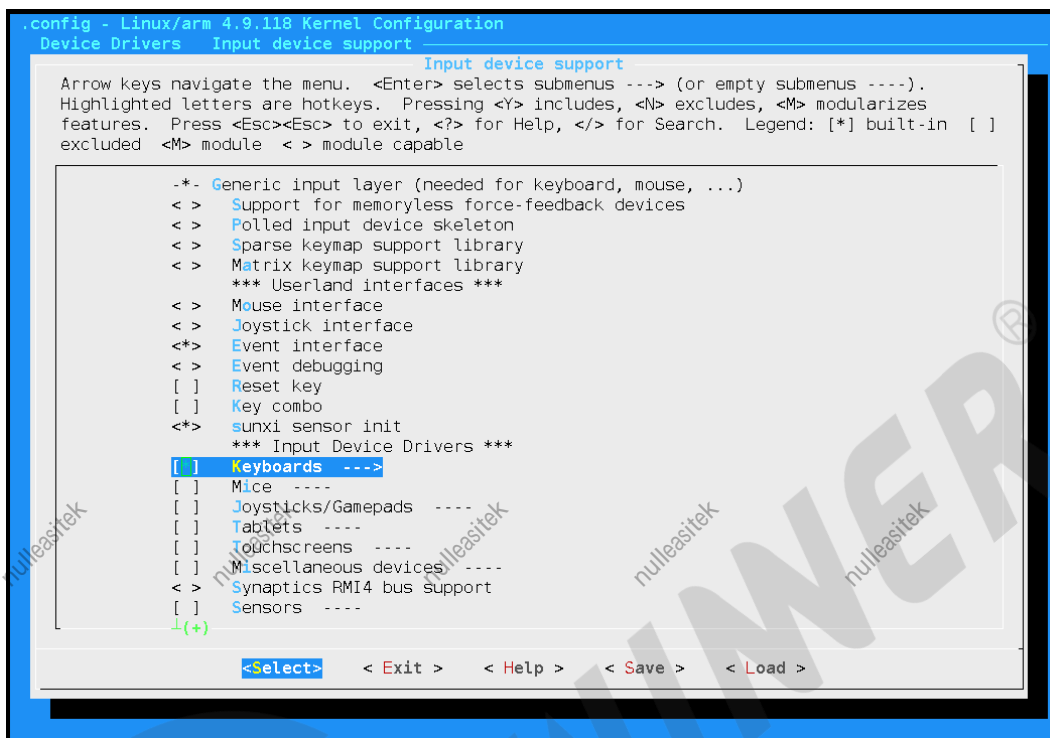 .config - Linux/arm 4.9.118 Kernel Configuration
Device Drivers   Input device support
Input device support
Arrow keys navigate the menu.  <Enter> selects submenus ---> (or empty submenus ----).
Highlighted letters are hotkeys.  Pressing <Y> includes, <N> excludes, <M> modularizes
features.  Press <Esc><Esc> to exit, <?> for Help, </> for Search.  Legend: [*] built-in  [ ]
excluded  <M> module  < > module capable
-*- Generic input layer (needed for keyboard, mouse, ...)
< >   Support for memoryless force-feedback devices
< >   Polled input device skeleton
< >   Sparse keymap support library
< >   Matrix keymap support library
*** Userland interfaces ***
< >   Mouse interface
< >   Joystick interface
<*>   Event interface
< >   Event debugging
[ ]   Reset key
[ ]   Key combo
<*>   sunxi sensor init
*** Input Device Drivers ***
[*]   Keyboards  --->
[ ]   Mice  ----
[ ]   Joysticks/Gamepads  ----
[ ]   Tablets  ----
[ ]   Touchscreens  ----
[ ]   Miscellaneous devices  ----
< >   Synaptics RMI4 bus support
[ ]   Sensors  ----
┴(+)
<Select>    < Exit >    < Help >    < Save >    < Load >
nulleasitek
nulleasitek
nulleasitek
nulleasitek
nulleasitek
WINNER®